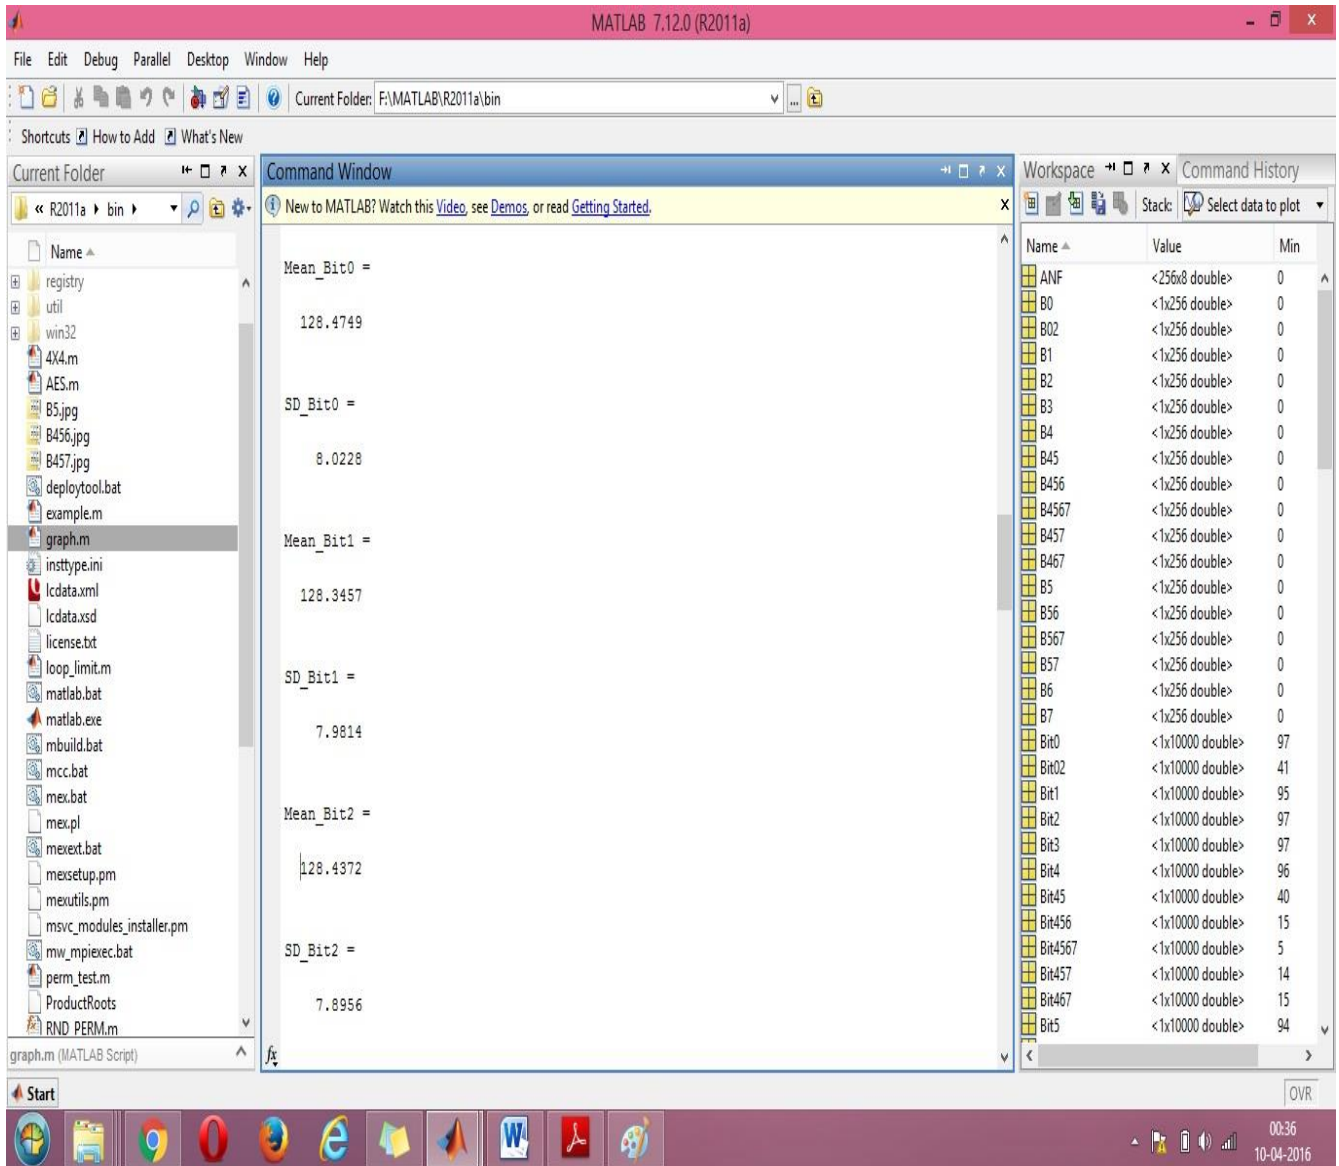 MATLAB 7.12.0 (R2011a)
File Edit Debug Parallel Desktop Window Help
Current Folder: F:\MATLAB\R2011a\bin
Shortcuts How to Add What's New
Current Folder
« R2011a bin
Name
registry
util
win32
4X4.m
AES.m
B5.jpg
B456.jpg
B457.jpg
deploytool.bat
example.m
graph.m
insttype.ini
lcdata.xml
lcdata.xsd
license.txt
loop_limit.m
matlab.bat
matlab.exe
mbuild.bat
mcc.bat
mex.bat
mex.pl
mexext.bat
mexsetup.pm
mexutils.pm
msvc_modules_installer.pm
mw_mpiexec.bat
perm_test.m
ProductRoots
RND_PERM.m
graph.m (MATLAB Script)
Command Window
New to MATLAB? Watch this Video, see Demos, or read Getting Started.
Mean_Bit0 =
128.4749
SD_Bit0 =
8.0228
Mean_Bit1 =
128.3457
SD_Bit1 =
7.9814
Mean_Bit2 =
128.4372
SD_Bit2 =
7.8956
fx
Workspace Command History
Stack: Select data to plot
Name Value Min
ANF <256x8 double> 0
B0 <1x256 double> 0
B02 <1x256 double> 0
B1 <1x256 double> 0
B2 <1x256 double> 0
B3 <1x256 double> 0
B4 <1x256 double> 0
B45 <1x256 double> 0
B456 <1x256 double> 0
B4567 <1x256 double> 0
B457 <1x256 double> 0
B467 <1x256 double> 0
B5 <1x256 double> 0
B56 <1x256 double> 0
B567 <1x256 double> 0
B57 <1x256 double> 0
B6 <1x256 double> 0
B7 <1x256 double> 0
Bit0 <1x10000 double> 97
Bit02 <1x10000 double> 41
Bit1 <1x10000 double> 95
Bit2 <1x10000 double> 97
Bit3 <1x10000 double> 97
Bit4 <1x10000 double> 96
Bit45 <1x10000 double> 40
Bit456 <1x10000 double> 15
Bit4567 <1x10000 double> 5
Bit457 <1x10000 double> 14
Bit467 <1x10000 double> 15
Bit5 <1x10000 double> 94
Start
OVR
00:36
10-04-2016